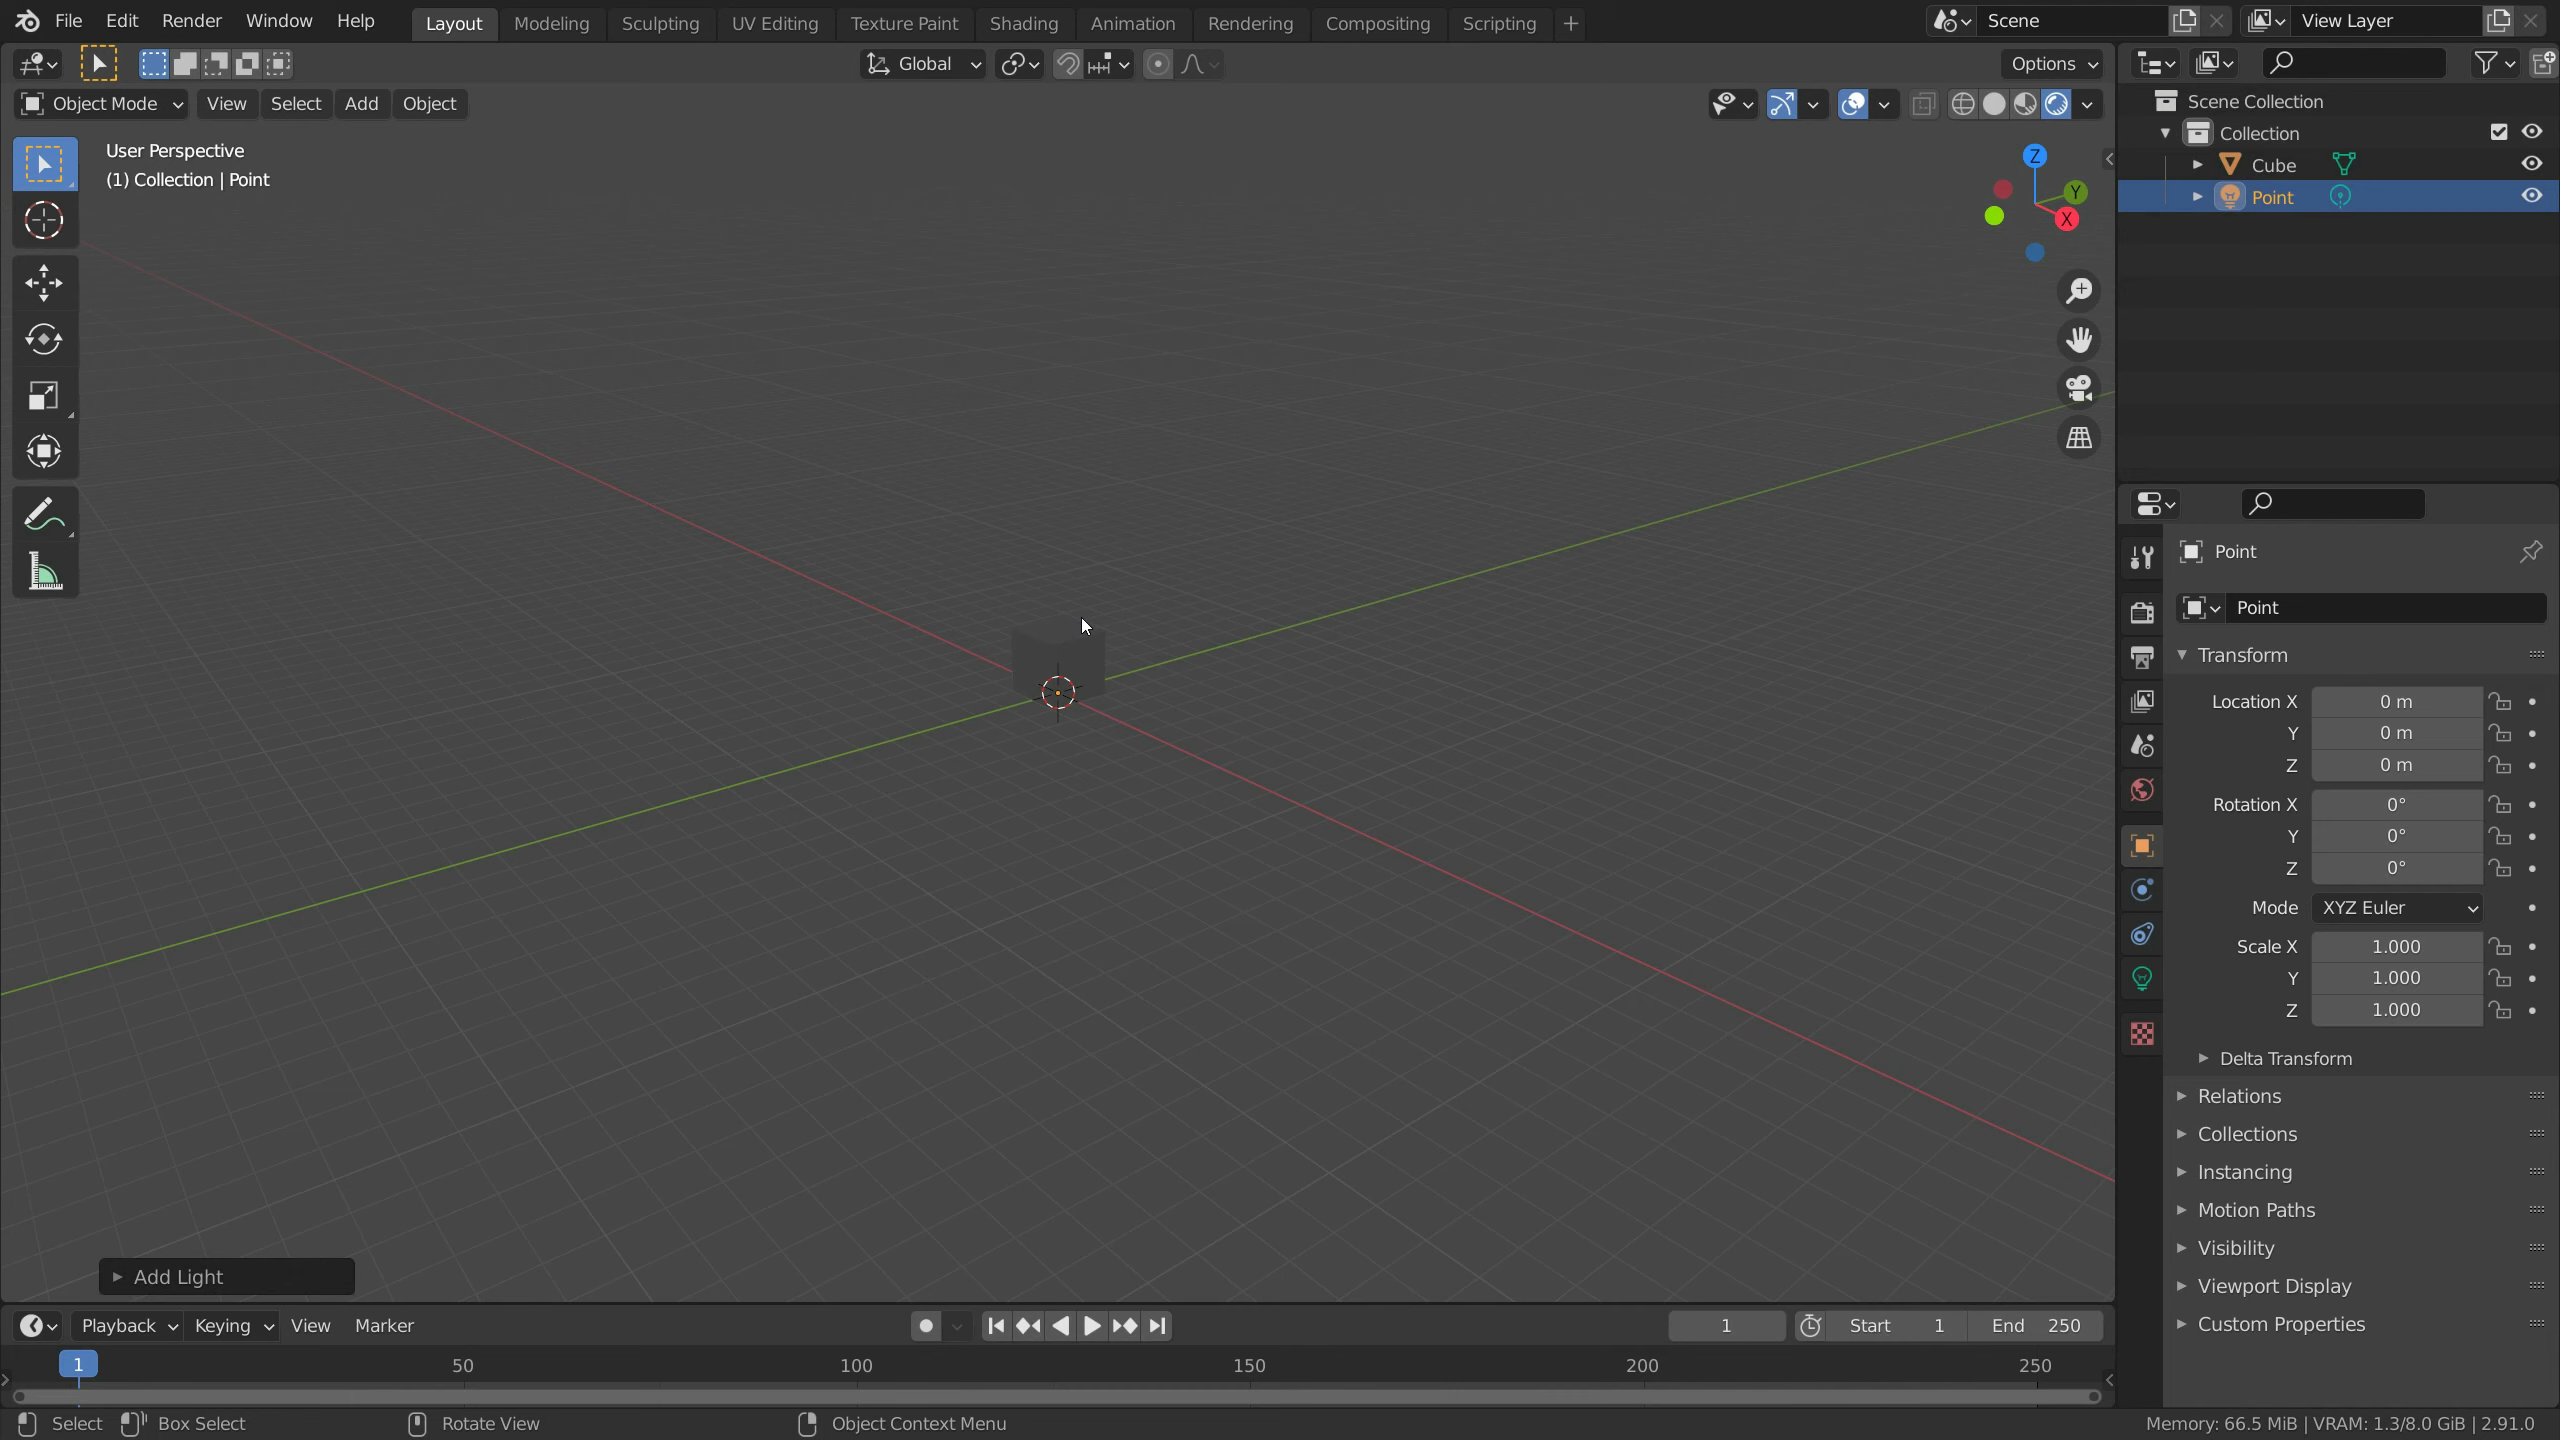 File Edit Render Window Help Layout Modeling Sculpting UV Editing Texture Paint Shading Animation Rendering Compositing Scripting + Scene View Layer
Global Options
Object Mode View Select Add Object
User Perspective
(1) Collection | Point
Z
Y
X
Scene Collection
Collection
Cube
Point
Point
Point
Transform
Location X 0 m
Y 0 m
Z 0 m
Rotation X 0°
Y 0°
Z 0°
Mode XYZ Euler
Scale X 1.000
Y 1.000
Z 1.000
Delta Transform
Relations
Collections
Instancing
Motion Paths
Visibility
Viewport Display
Custom Properties
Add Light
Playback Keying View Marker 1 Start 1 End 250
1 50 100 150 200 250
Select Box Select Rotate View Object Context Menu Memory: 66.5 MiB | VRAM: 1.3/8.0 GiB | 2.91.0